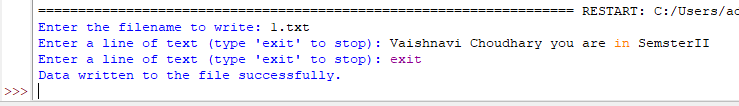 ========================================================================= RESTART: C:/Users/ac
Enter the filename to write: 1.txt
Enter a line of text (type 'exit' to stop): Vaishnavi Choudhary you are in SemsterII
Enter a line of text (type 'exit' to stop): exit
Data written to the file successfully.
>>>